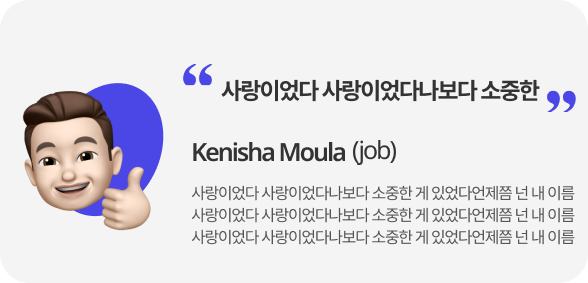 “ 사랑이었다 사랑이었다나보다 소중한 ”
Kenisha Moula (job)
사랑이었다 사랑이었다나보다 소중한 게 있었다언제쯤 넌 내 이름
사랑이었다 사랑이었다나보다 소중한 게 있었다언제쯤 넌 내 이름
사랑이었다 사랑이었다나보다 소중한 게 있었다언제쯤 넌 내 이름